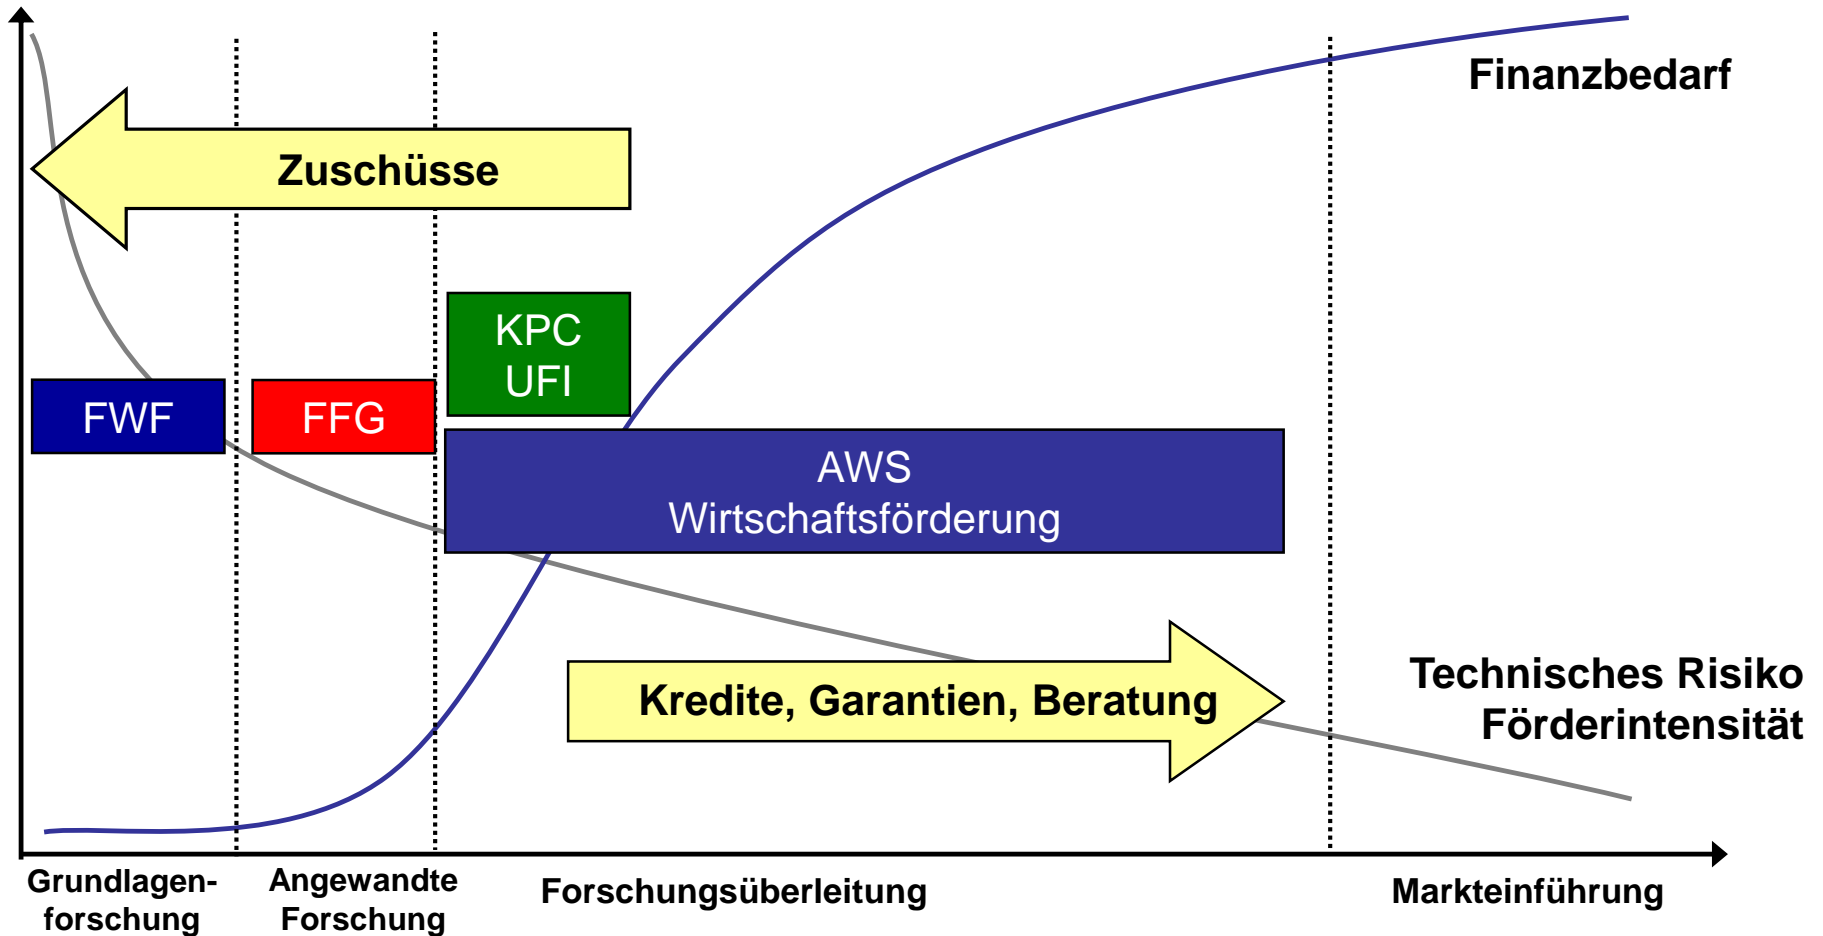 Finanzbedarf
Zuschüsse
KPC
UFI
FWF
FFG
AWS
Wirtschaftsförderung
Kredite, Garantien, Beratung
Technisches Risiko
Förderintensität
Grundlagen-
forschung
Angewandte
Forschung
Forschungsüberleitung
Markteinführung